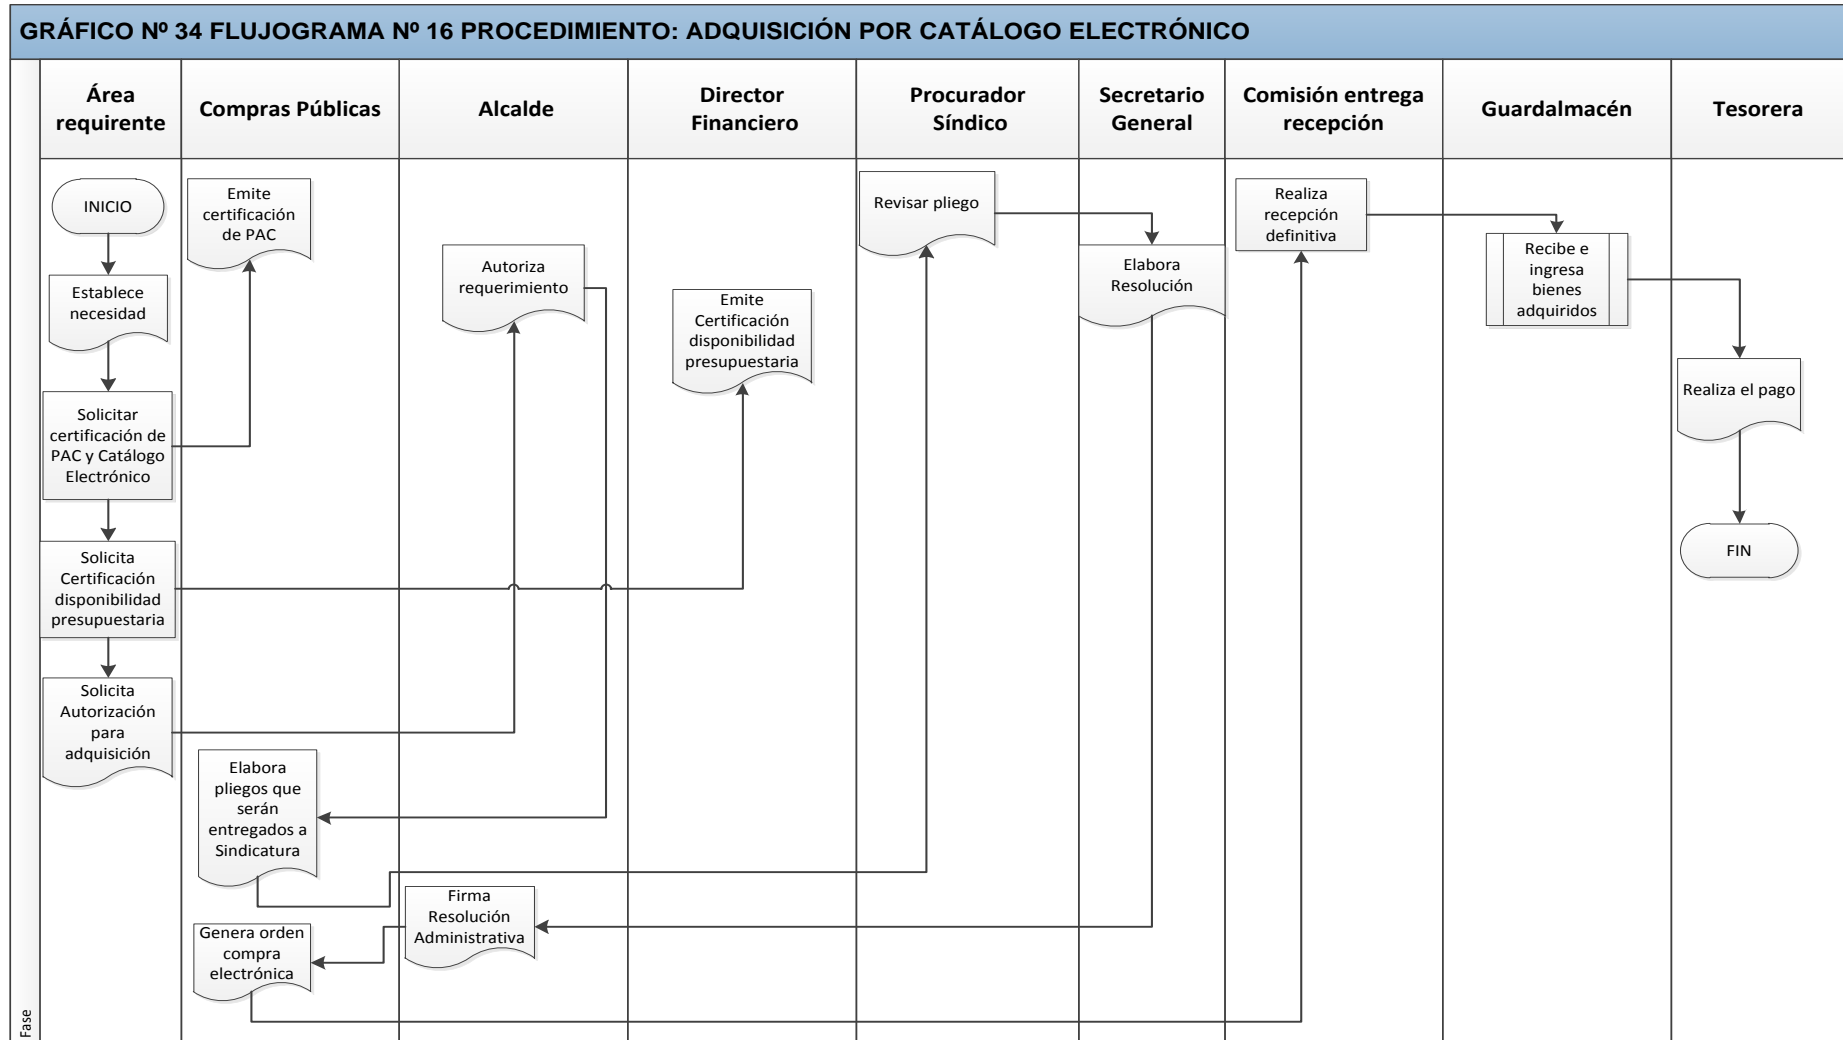 GRÁFICO Nº 34 FLUJOGRAMA Nº 16 PROCEDIMIENTO: ADQUISICIÓN POR CATÁLOGO ELECTRÓNICO
Área
requirente
Compras Públicas
Alcalde
Director
Financiero
Procurador
Síndico
Secretario
General
Comisión entrega
recepción
Guardalmacén
Tesorera
INICIO
Establece
necesidad
Solicitar
certificación de
PAC y Catálogo
Electrónico
Solicita
Certificación
disponibilidad
presupuestaria
Solicita
Autorización
para
adquisición
Emite
certificación
de PAC
Elabora
pliegos que
serán
entregados a
Sindicatura
Genera orden
compra
electrónica
Autoriza
requerimiento
Firma
Resolución
Administrativa
Emite
Certificación
disponibilidad
presupuestaria
Revisar pliego
Elabora
Resolución
Realiza
recepción
definitiva
Recibe e
ingresa
bienes
adquiridos
Realiza el pago
FIN
Fase